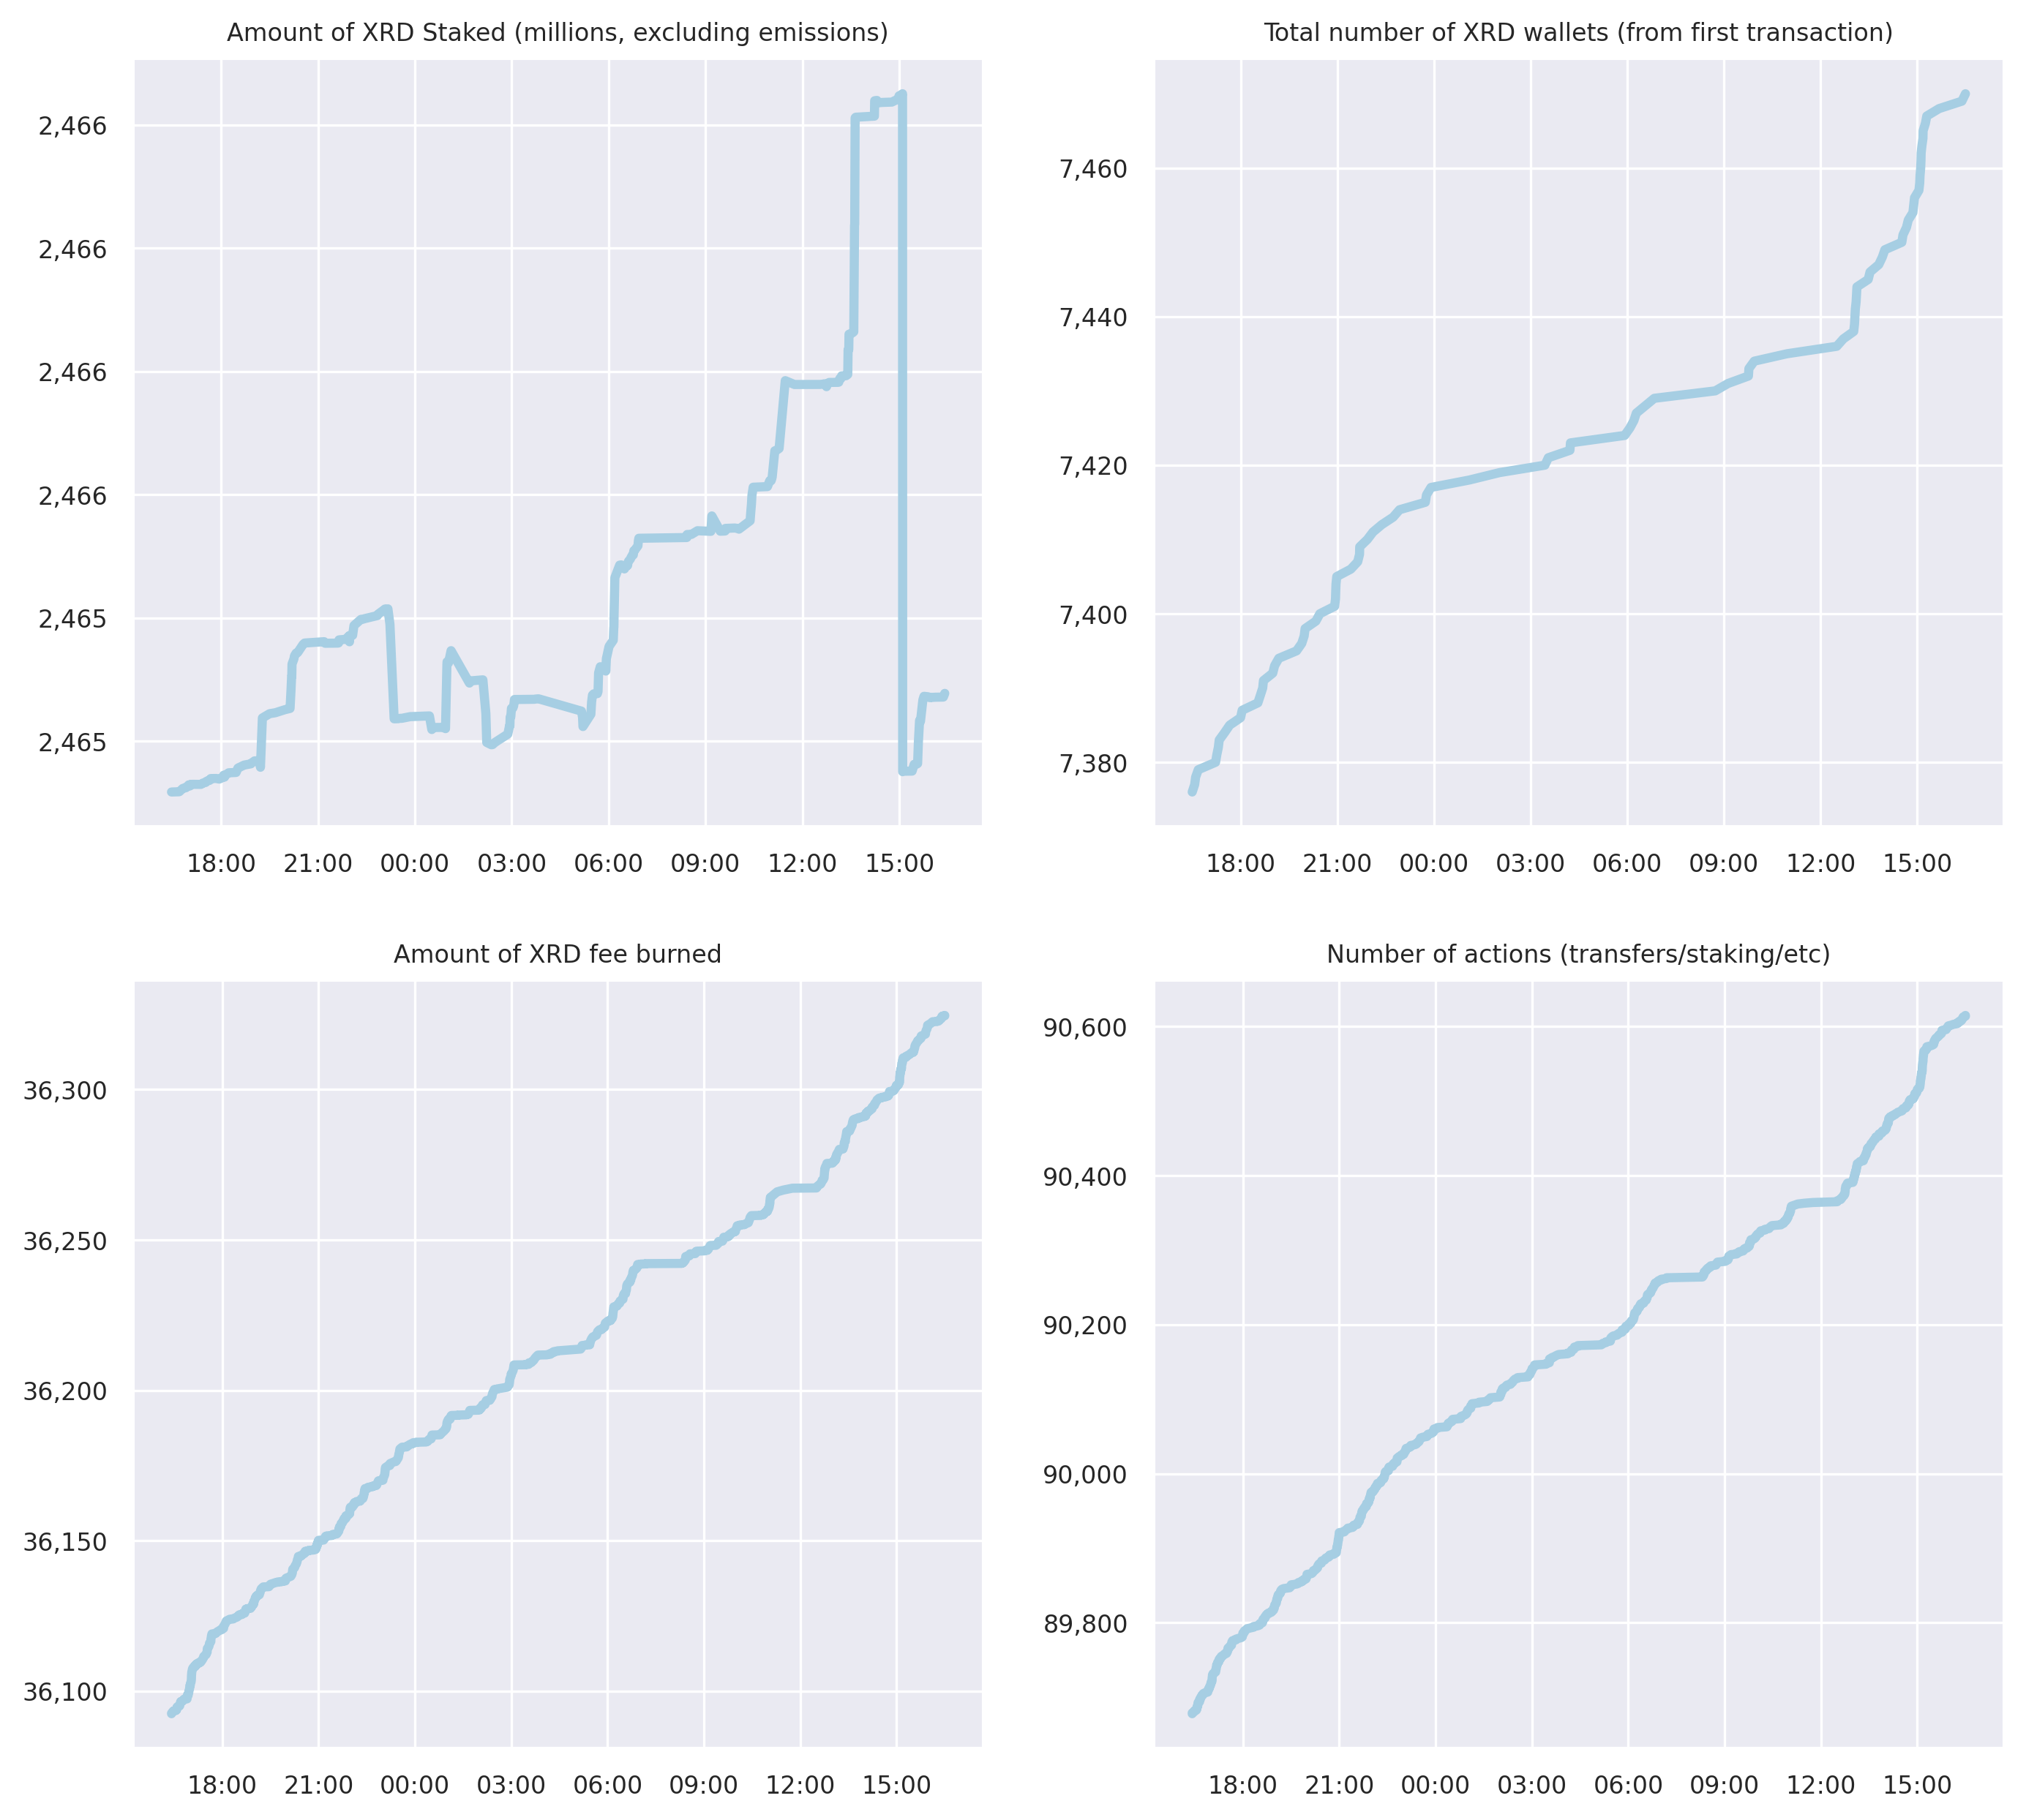 Amount of XRD Staked (millions, excluding emissions)
2,466
2,466
2,466
2,466
2,465
2,465
18:00 21:00 00:00 03:00 06:00 09:00 12:00 15:00
Total number of XRD wallets (from first transaction)
7,460
7,440
7,420
7,400
7,380
18:00 21:00 00:00 03:00 06:00 09:00 12:00 15:00
Amount of XRD fee burned
36,300
36,250
36,200
36,150
36,100
18:00 21:00 00:00 03:00 06:00 09:00 12:00 15:00
Number of actions (transfers/staking/etc)
90,600
90,400
90,200
90,000
89,800
18:00 21:00 00:00 03:00 06:00 09:00 12:00 15:00